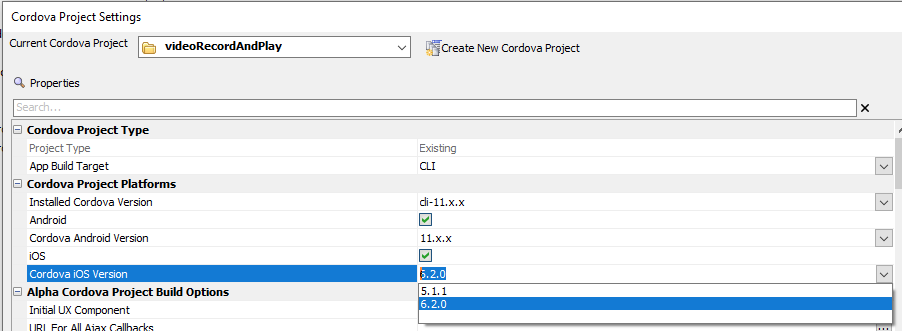 Cordova Project Settings
Current Cordova Project videoRecordAndPlay Create New Cordova Project
Properties
Search...
Cordova Project Type
Project Type Existing
App Build Target CLI
Cordova Project Platforms
Installed Cordova Version cli-11.x.x
Android
Cordova Android Version 11.x.x
iOS
Cordova iOS Version 6.2.0
5.1.1
6.2.0
Alpha Cordova Project Build Options
Initial UX Component
URL For All Ajax Callbacks